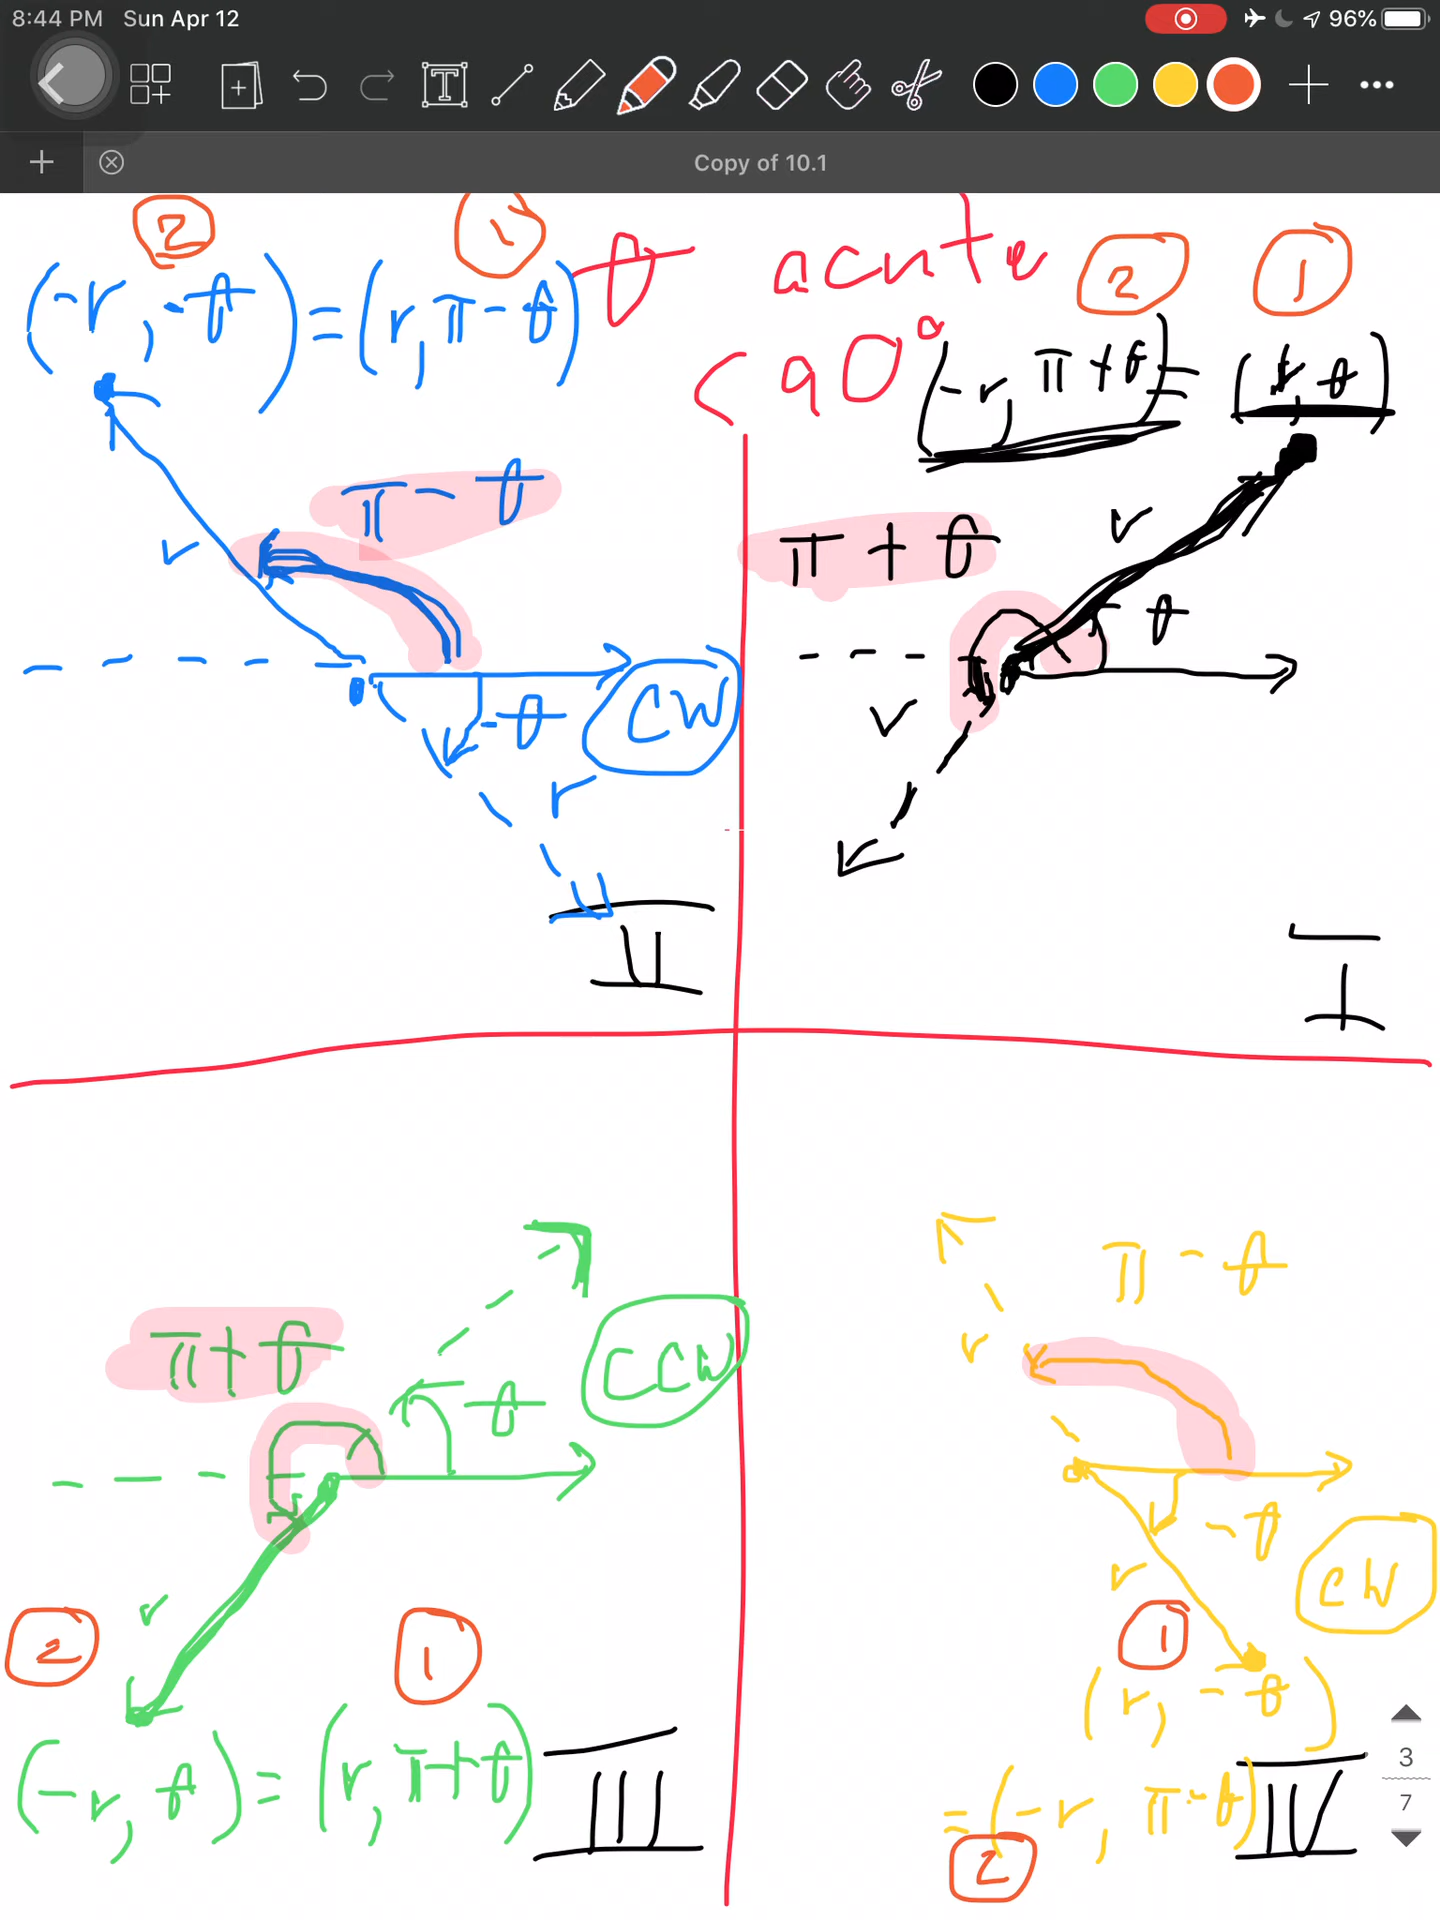 8:44 PM Sun Apr 12
96%
T
Copy of 10.1
2 1
(-r, -θ) = (r, π-θ)
θ acute
< 90°
2 1
(-r, π+θ) = (r, θ)
π-θ
r
-θ
CW
r
II
π+θ
r
θ
r
I
π+θ
θ
CCW
r
2 1
(-r, θ) = (r, π+θ)
III
π-θ
r
-θ
CW
r
1
(r, -θ)
= (-r, π-θ)
2
IV
3
7